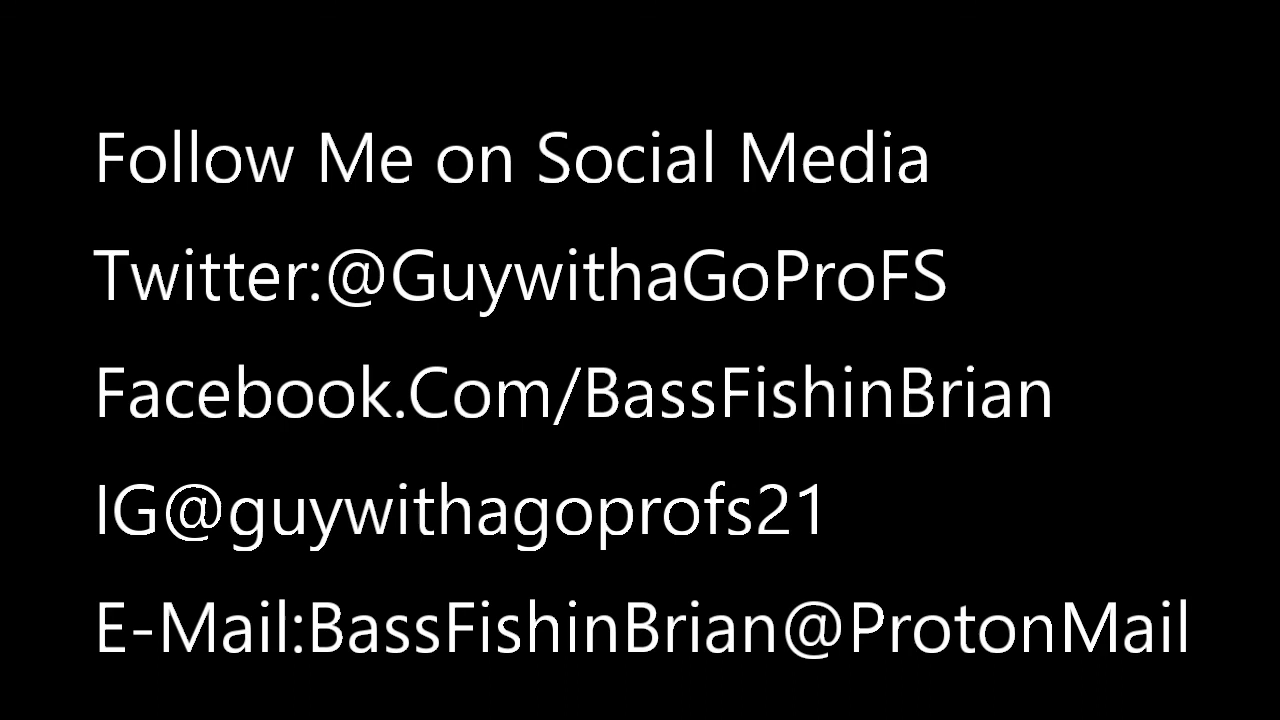 Follow Me on Social Media
Twitter:@GuywithaGoProFS
Facebook.Com/BassFishinBrian
IG@guywithagoprofs21
E-Mail:BassFishinBrian@ProtonMail